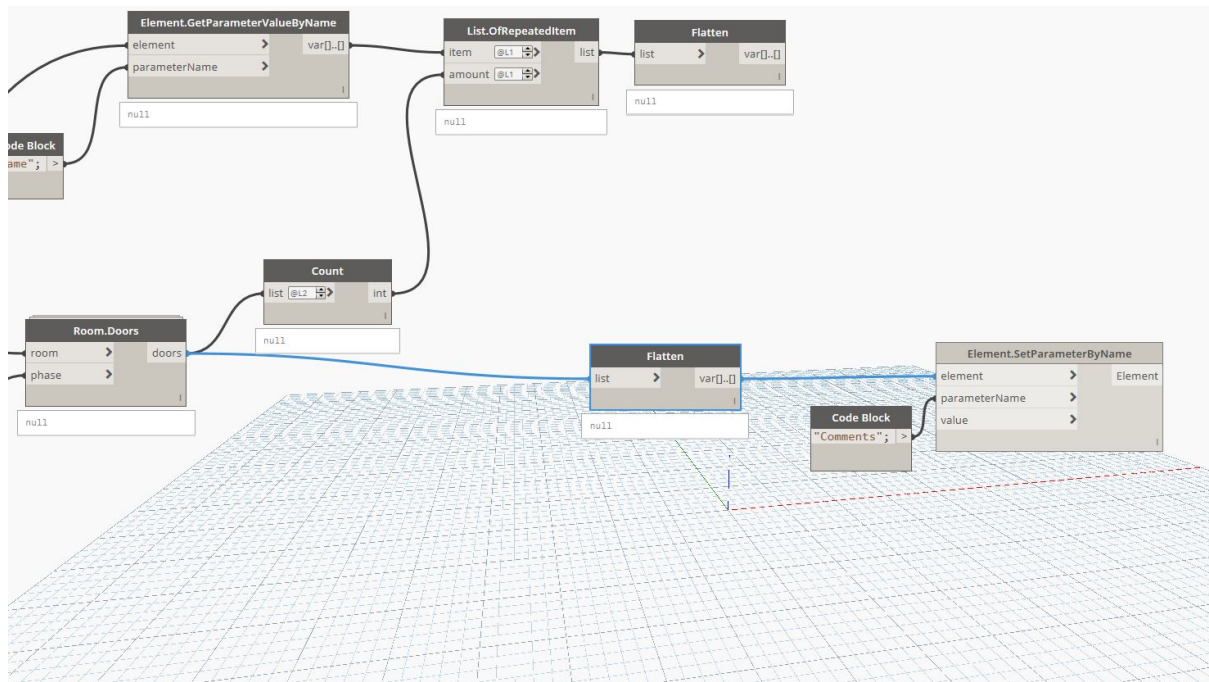 Element.GetParameterValueByName
element > var[]..[]
parameterName >
null
List.OfRepeatedItem
item @L1 > list
amount @L1 >
null
Flatten
list > var[]..[]
null
ode Block
ame"; >
Count
list @L2 > int
null
Room.Doors
room > doors
phase >
null
Flatten
list > var[]..[]
null
Code Block
"Comments"; >
Element.SetParameterByName
element > Element
parameterName >
value >